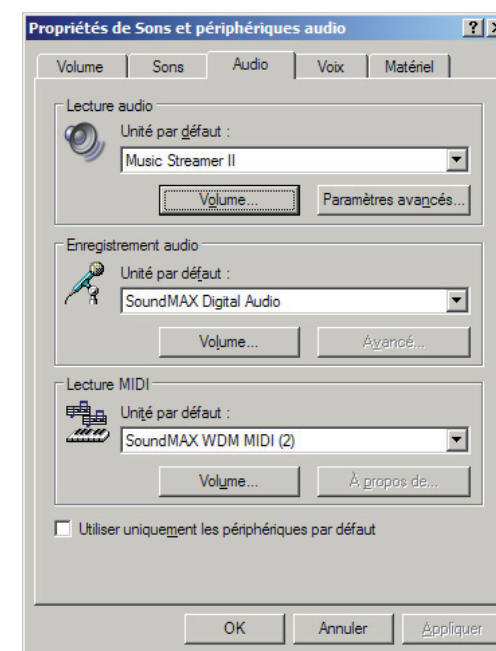 Propriétés de Sons et périphériques audio
Volume Sons Audio Voix Matériel
Lecture audio
Unité par défaut :
Music Streamer II
Volume... Paramètres avancés...
Enregistrement audio
Unité par défaut :
SoundMAX Digital Audio
Volume... Avancé...
Lecture MIDI
Unité par défaut :
SoundMAX WDM MIDI (2)
Volume... À propos de...
Utiliser uniquement les périphériques par défaut
OK Annuler Appliquer